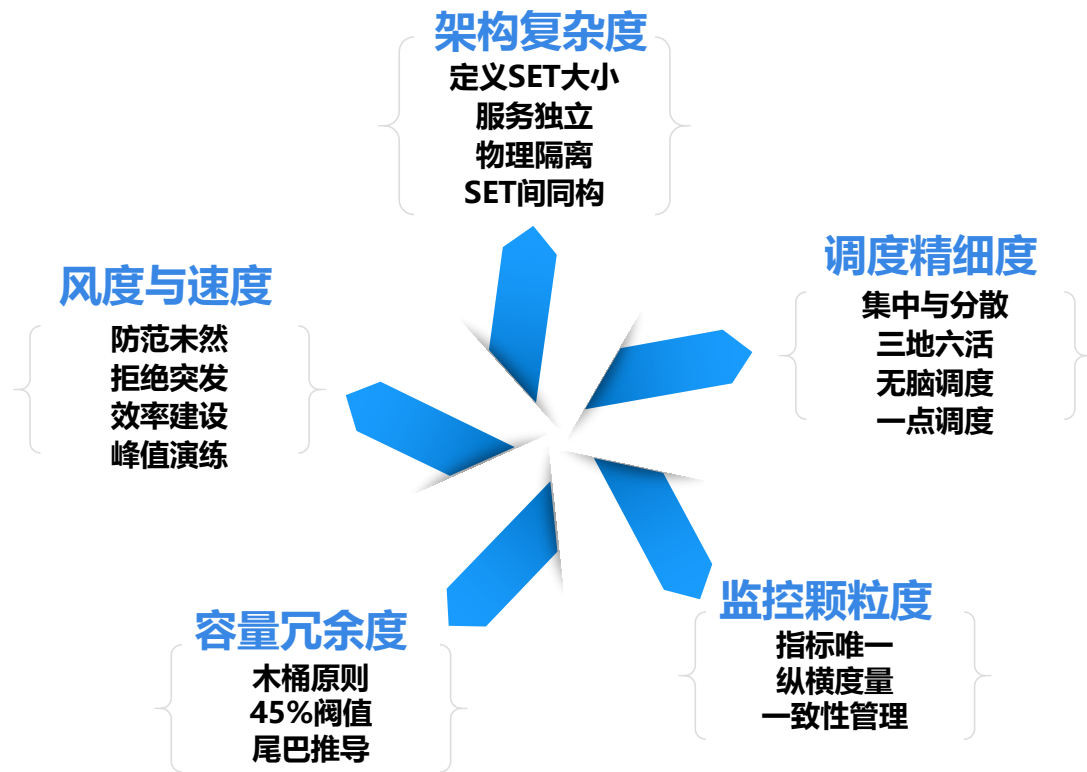 架构复杂度
定义SET大小
服务独立
物理隔离
SET间同构
调度精细度
集中与分散
三地六活
无脑调度
一点调度
风度与速度
防范未然
拒绝突发
效率建设
峰值演练
监控颗粒度
指标唯一
纵横度量
一致性管理
容量冗余度
木桶原则
45%阀值
尾巴推导